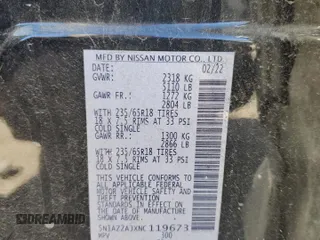 MFD BY NISSAN MOTOR CO., LTD.
DATE: 02/22
GVWR: 2318 KG
5110 LB
GAWR FR.: 1272 KG
2804 LB
WITH 235/65R18 TIRES
18 X 7.5 RIMS AT 33 PSI
COLD SINGLE
GAWR RR.: 1300 KG
2866 LB
WITH 235/65R18 TIRES
18 X 7.5 RIMS AT 33 PSI
COLD SINGLE
THIS VEHICLE CONFORMS TO ALL
APPLICABLE FEDERAL MOTOR VEHICLE
SAFETY AND THEFT PREVENTION
STANDARDS IN EFFECT ON THE
DATE OF MANUFACTURE SHOWN ABOVE.
119673
MPV
DREAMBID